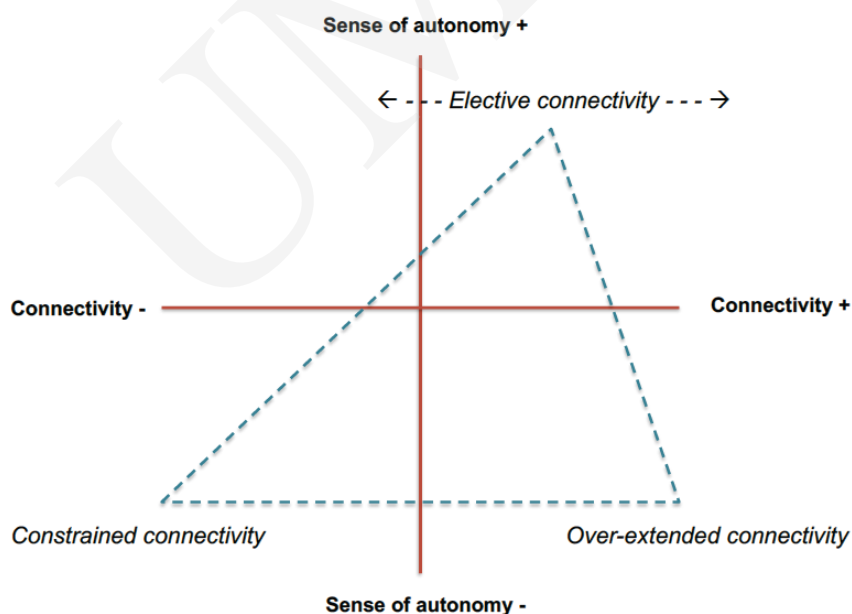 Sense of autonomy +
← - - - Elective connectivity - - - →
Connectivity -
Connectivity +
Constrained connectivity
Over-extended connectivity
Sense of autonomy -